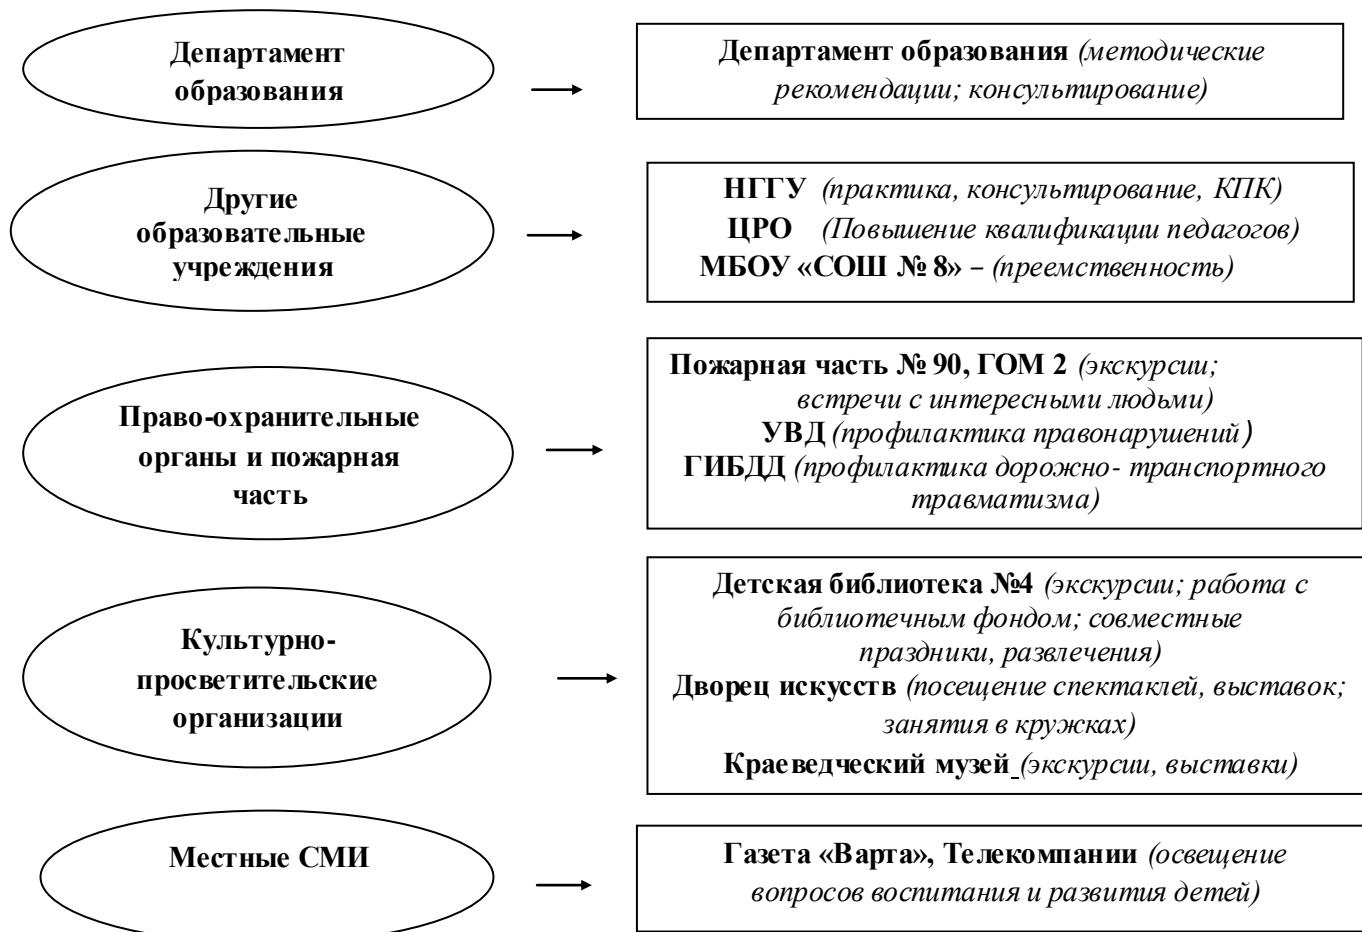 Департамент
образования
Департамент образования (методические
рекомендации; консультирование)
Другие
образовательные
учреждения
НГГУ (практика, консультирование, КПК)
ЦРО (Повышение квалификации педагогов)
МБОУ «СОШ № 8» – (преемственность)
Право-охранительные
органы и пожарная
часть
Пожарная часть № 90, ГОМ 2 (экскурсии;
встречи с интересными людьми)
УВД (профилактика правонарушений)
ГИБДД (профилактика дорожно- транспортного
травматизма)
Культурно-
просветительские
организации
Детская библиотека №4 (экскурсии; работа с
библиотечным фондом; совместные
праздники, развлечения)
Дворец искусств (посещение спектаклей, выставок;
занятия в кружках)
Краеведческий музей (экскурсии, выставки)
Местные СМИ
Газета «Варта», Телекомпании (освещение
вопросов воспитания и развития детей)